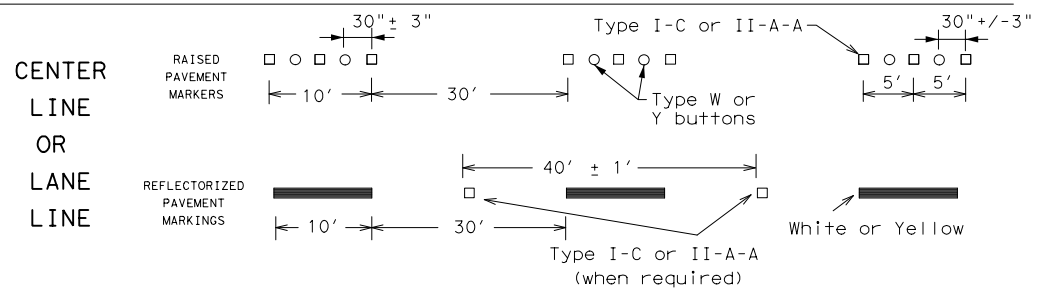 CENTER
LINE
OR
LANE
LINE
RAISED
PAVEMENT
MARKERS
30"± 3"
10'
30'
Type I-C or II-A-A
Type W or
Y buttons
30"+/-3"
5'
5'
REFLECTORIZED
PAVEMENT
MARKINGS
10'
30'
40' ± 1'
Type I-C or II-A-A
(when required)
White or Yellow